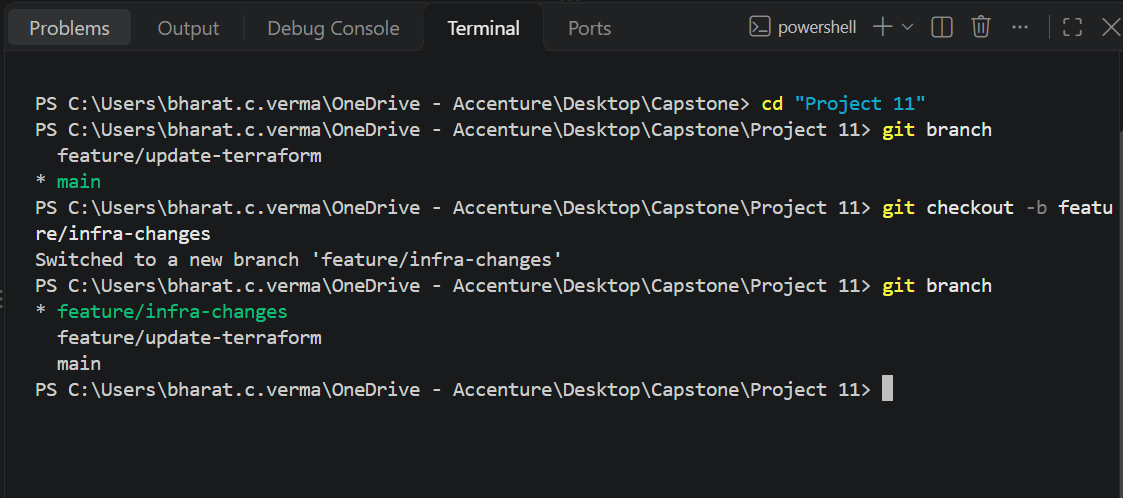 Problems Output Debug Console Terminal Ports powershell
PS C:\Users\bharat.c.verma\OneDrive - Accenture\Desktop\Capstone> cd "Project 11"
PS C:\Users\bharat.c.verma\OneDrive - Accenture\Desktop\Capstone\Project 11> git branch
  feature/update-terraform
* main
PS C:\Users\bharat.c.verma\OneDrive - Accenture\Desktop\Capstone\Project 11> git checkout -b featu
re/infra-changes
Switched to a new branch 'feature/infra-changes'
PS C:\Users\bharat.c.verma\OneDrive - Accenture\Desktop\Capstone\Project 11> git branch
* feature/infra-changes
  feature/update-terraform
  main
PS C:\Users\bharat.c.verma\OneDrive - Accenture\Desktop\Capstone\Project 11>